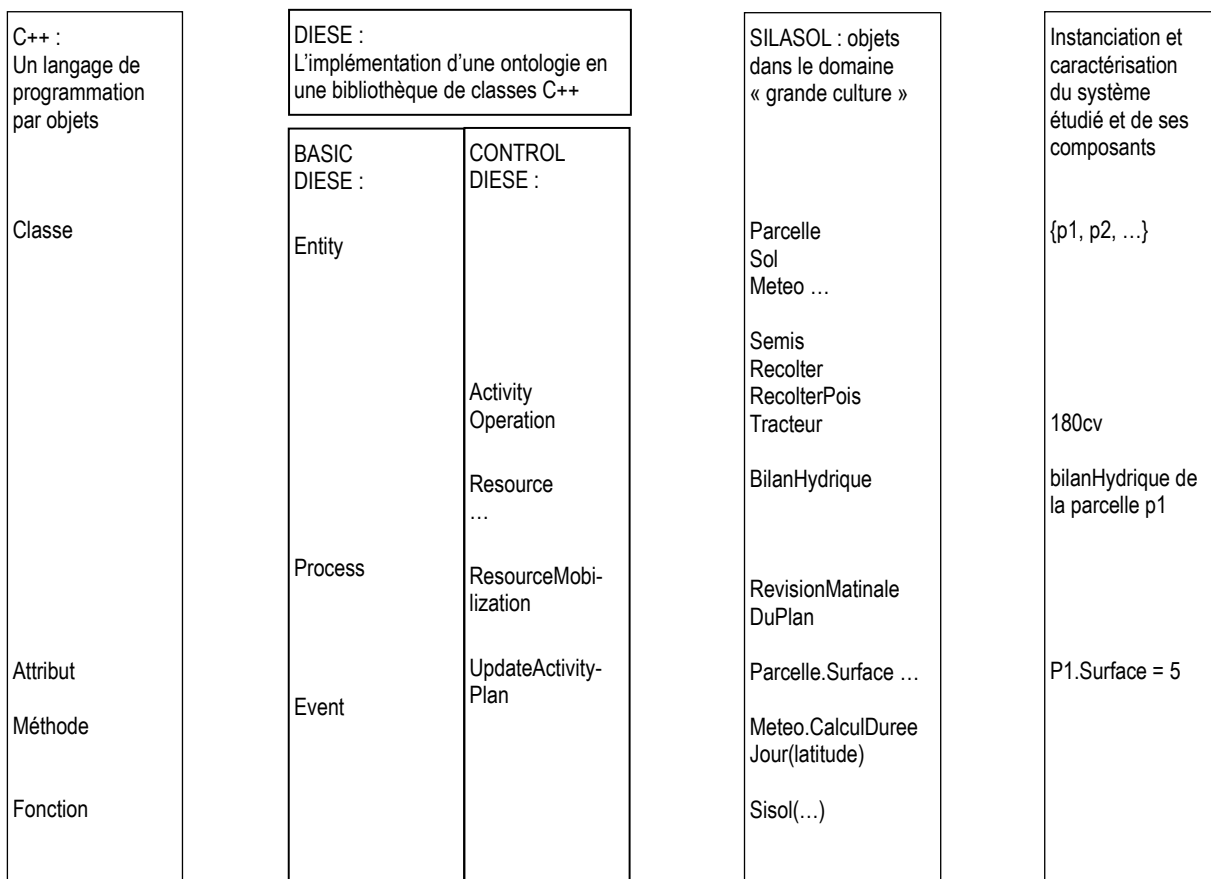 C++ :
Un langage de
programmation
par objets
Classe
Attribut
Méthode
Fonction
DIESE :
L’implémentation d’une ontologie en
une bibliothèque de classes C++
BASIC
DIESE :
Entity
Process
Event
CONTROL
DIESE :
Activity
Operation
Resource
…
ResourceMobi-
lization
UpdateActivity-
Plan
SILASOL : objets
dans le domaine
« grande culture »
Parcelle
Sol
Meteo …
Semis
Recolter
RecolterPois
Tracteur
BilanHydrique
RevisionMatinale
DuPlan
Parcelle.Surface …
Meteo.CalculDuree
Jour(latitude)
Sisol(…)
Instanciation et
caractérisation
du système
étudié et de ses
composants
{p1, p2, …}
180cv
bilanHydrique de
la parcelle p1
P1.Surface = 5